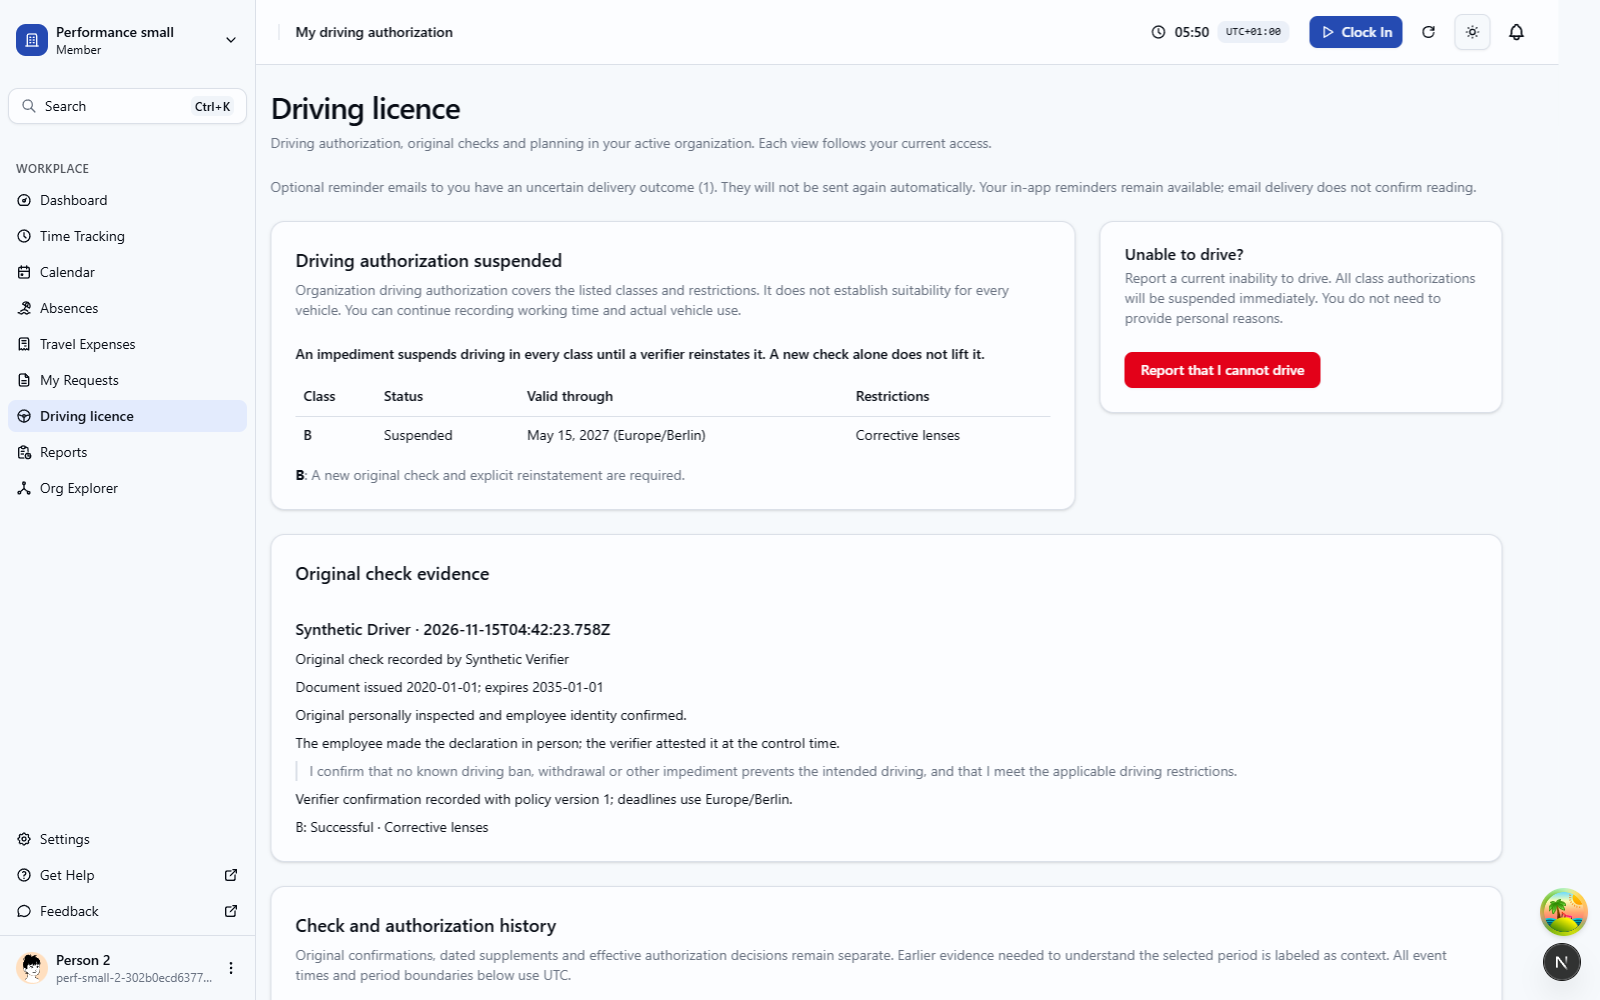 Performance small
Member
Search
Ctrl+K
WORKPLACE
Dashboard
Time Tracking
Calendar
Absences
Travel Expenses
My Requests
Driving licence
Reports
Org Explorer
Settings
Get Help
Feedback
Person 2
perf-small-2-302b0ecd6377...
My driving authorization
05:50
UTC+01:00
Clock In
Driving licence
Driving authorization, original checks and planning in your active organization. Each view follows your current access.
Optional reminder emails to you have an uncertain delivery outcome (1). They will not be sent again automatically. Your in-app reminders remain available; email delivery does not confirm reading.
Driving authorization suspended
Organization driving authorization covers the listed classes and restrictions. It does not establish suitability for every
vehicle. You can continue recording working time and actual vehicle use.
An impediment suspends driving in every class until a verifier reinstates it. A new check alone does not lift it.
Class Status Valid through Restrictions
B Suspended May 15, 2027 (Europe/Berlin) Corrective lenses
B: A new original check and explicit reinstatement are required.
Unable to drive?
Report a current inability to drive. All class authorizations
will be suspended immediately. You do not need to
provide personal reasons.
Report that I cannot drive
Original check evidence
Synthetic Driver · 2026-11-15T04:42:23.758Z
Original check recorded by Synthetic Verifier
Document issued 2020-01-01; expires 2035-01-01
Original personally inspected and employee identity confirmed.
The employee made the declaration in person; the verifier attested it at the control time.
I confirm that no known driving ban, withdrawal or other impediment prevents the intended driving, and that I meet the applicable driving restrictions.
Verifier confirmation recorded with policy version 1; deadlines use Europe/Berlin.
B: Successful · Corrective lenses
Check and authorization history
Original confirmations, dated supplements and effective authorization decisions remain separate. Earlier evidence needed to understand the selected period is labeled as context. All event
times and period boundaries below use UTC.
N